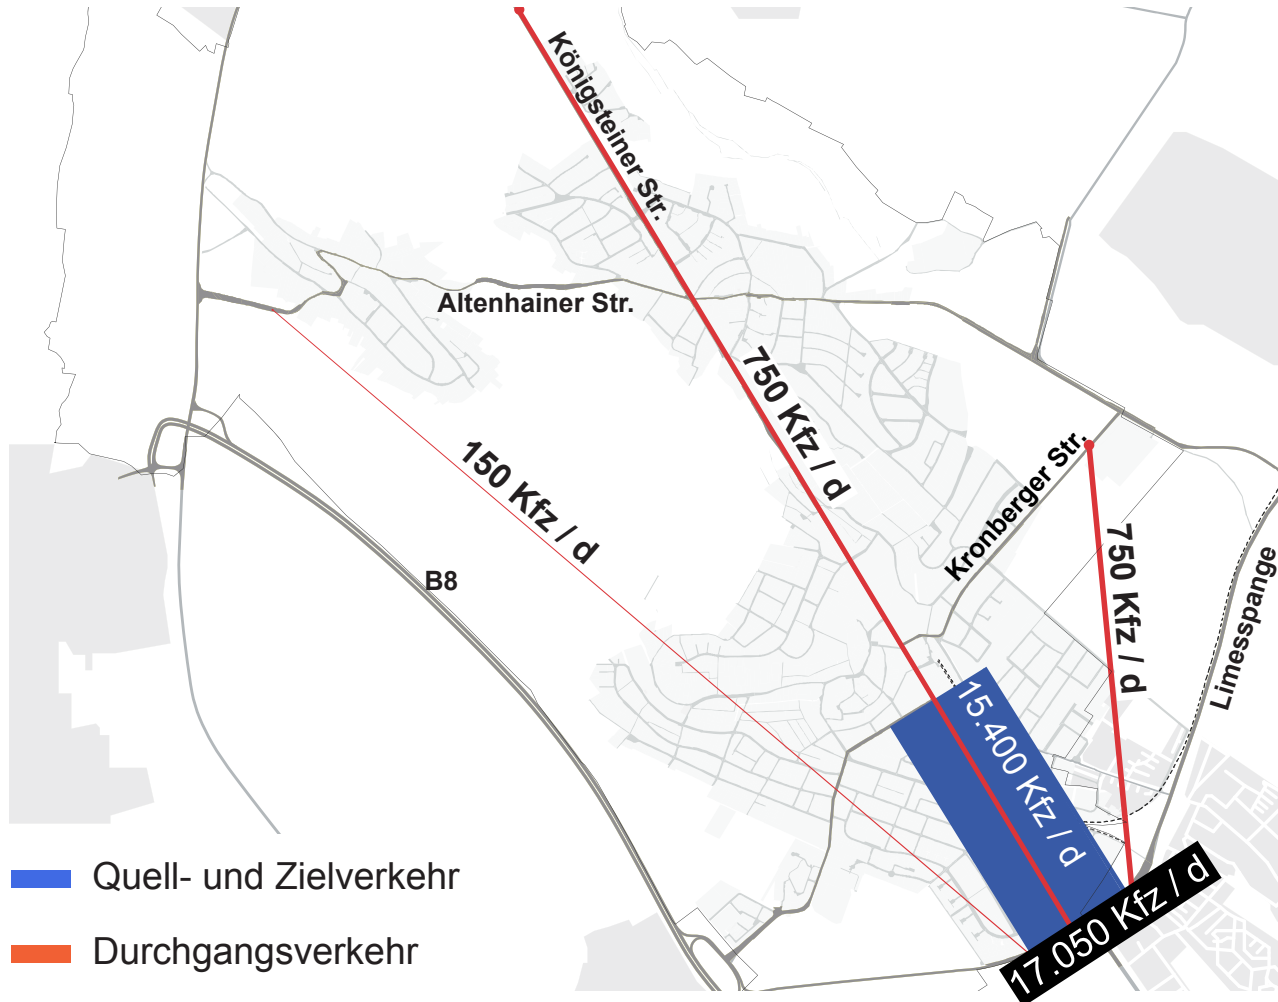 Königsteiner Str.
Altenhainer Str.
750 Kfz / d
150 Kfz / d
Kronberger Str.
750 Kfz / d
Limesspange
B8
15.400 Kfz / d
17.050 Kfz / d
Quell- und Zielverkehr
Durchgangsverkehr